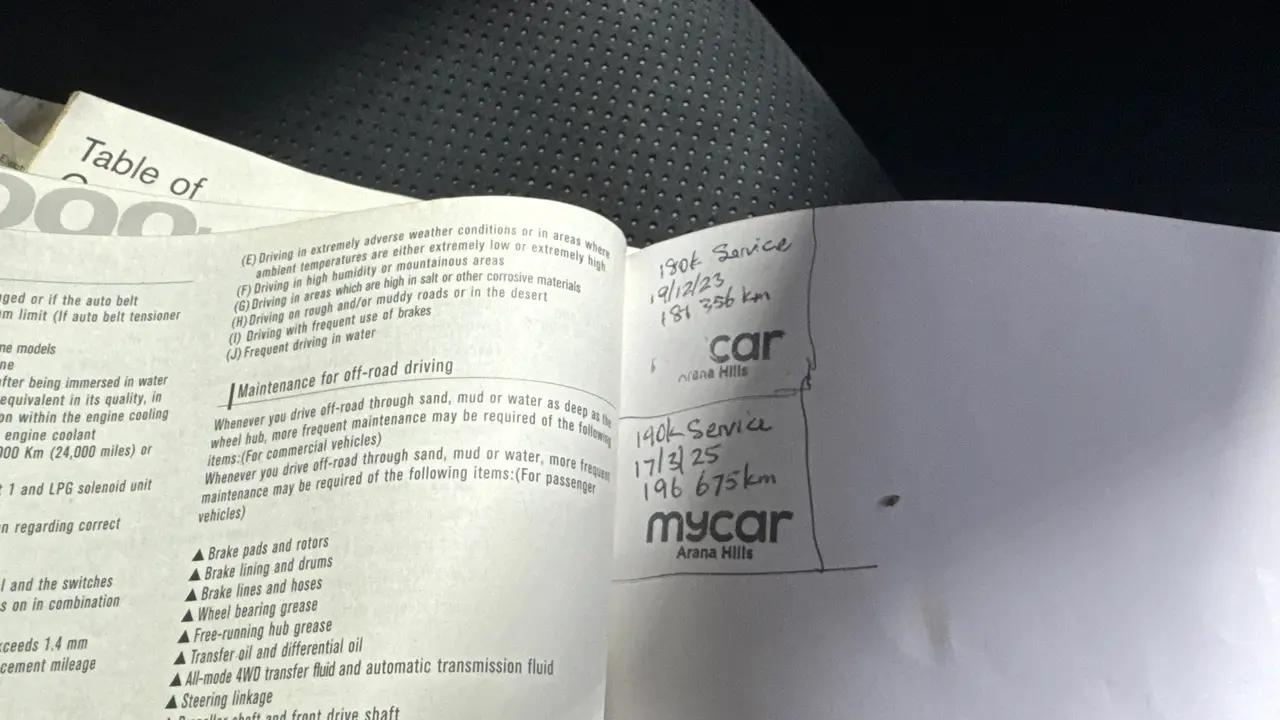 Table of
ged or if the auto belt
m limit (If auto belt tensioner
ne models
ne
fter being immersed in water
equivalent in its quality, in
on within the engine cooling
engine coolant
000 Km (24,000 miles) or
t 1 and LPG solenoid unit
n regarding correct
l and the switches
s on in combination
xceeds 1.4 mm
cement mileage
(E) Driving in extremely adverse weather conditions or in areas where
ambient temperatures are either extremely low or extremely high
(F) Driving in high humidity or mountainous areas
(G) Driving in areas which are high in salt or other corrosive materials
(H) Driving on rough and/or muddy roads or in the desert
(I) Driving with frequent use of brakes
(J) Frequent driving in water
Maintenance for off-road driving
Whenever you drive off-road through sand, mud or water as deep as the
wheel hub, more frequent maintenance may be required of the following
items:(For commercial vehicles)
Whenever you drive off-road through sand, mud or water, more frequent
maintenance may be required of the following items:(For passenger
vehicles)
▲ Brake pads and rotors
▲ Brake lining and drums
▲ Brake lines and hoses
▲ Wheel bearing grease
▲ Free-running hub grease
▲ Transfer oil and differential oil
▲ All-mode 4WD transfer fluid and automatic transmission fluid
▲ Steering linkage
shaft and front drive shaft
180k Service
19/12/23
181 356 km
car
Arana Hills
190k Service
17/3/25
196 675km
mycar
Arana Hills